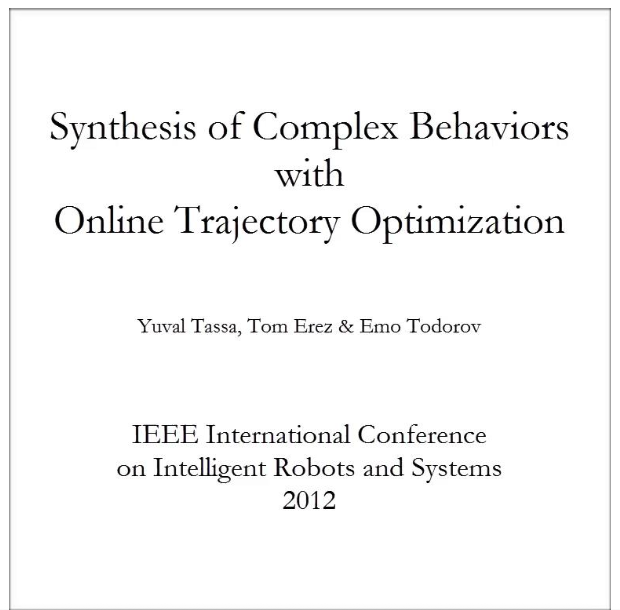 Synthesis of Complex Behaviors
with
Online Trajectory Optimization
Yuval Tassa, Tom Erez & Emo Todorov
IEEE International Conference
on Intelligent Robots and Systems
2012